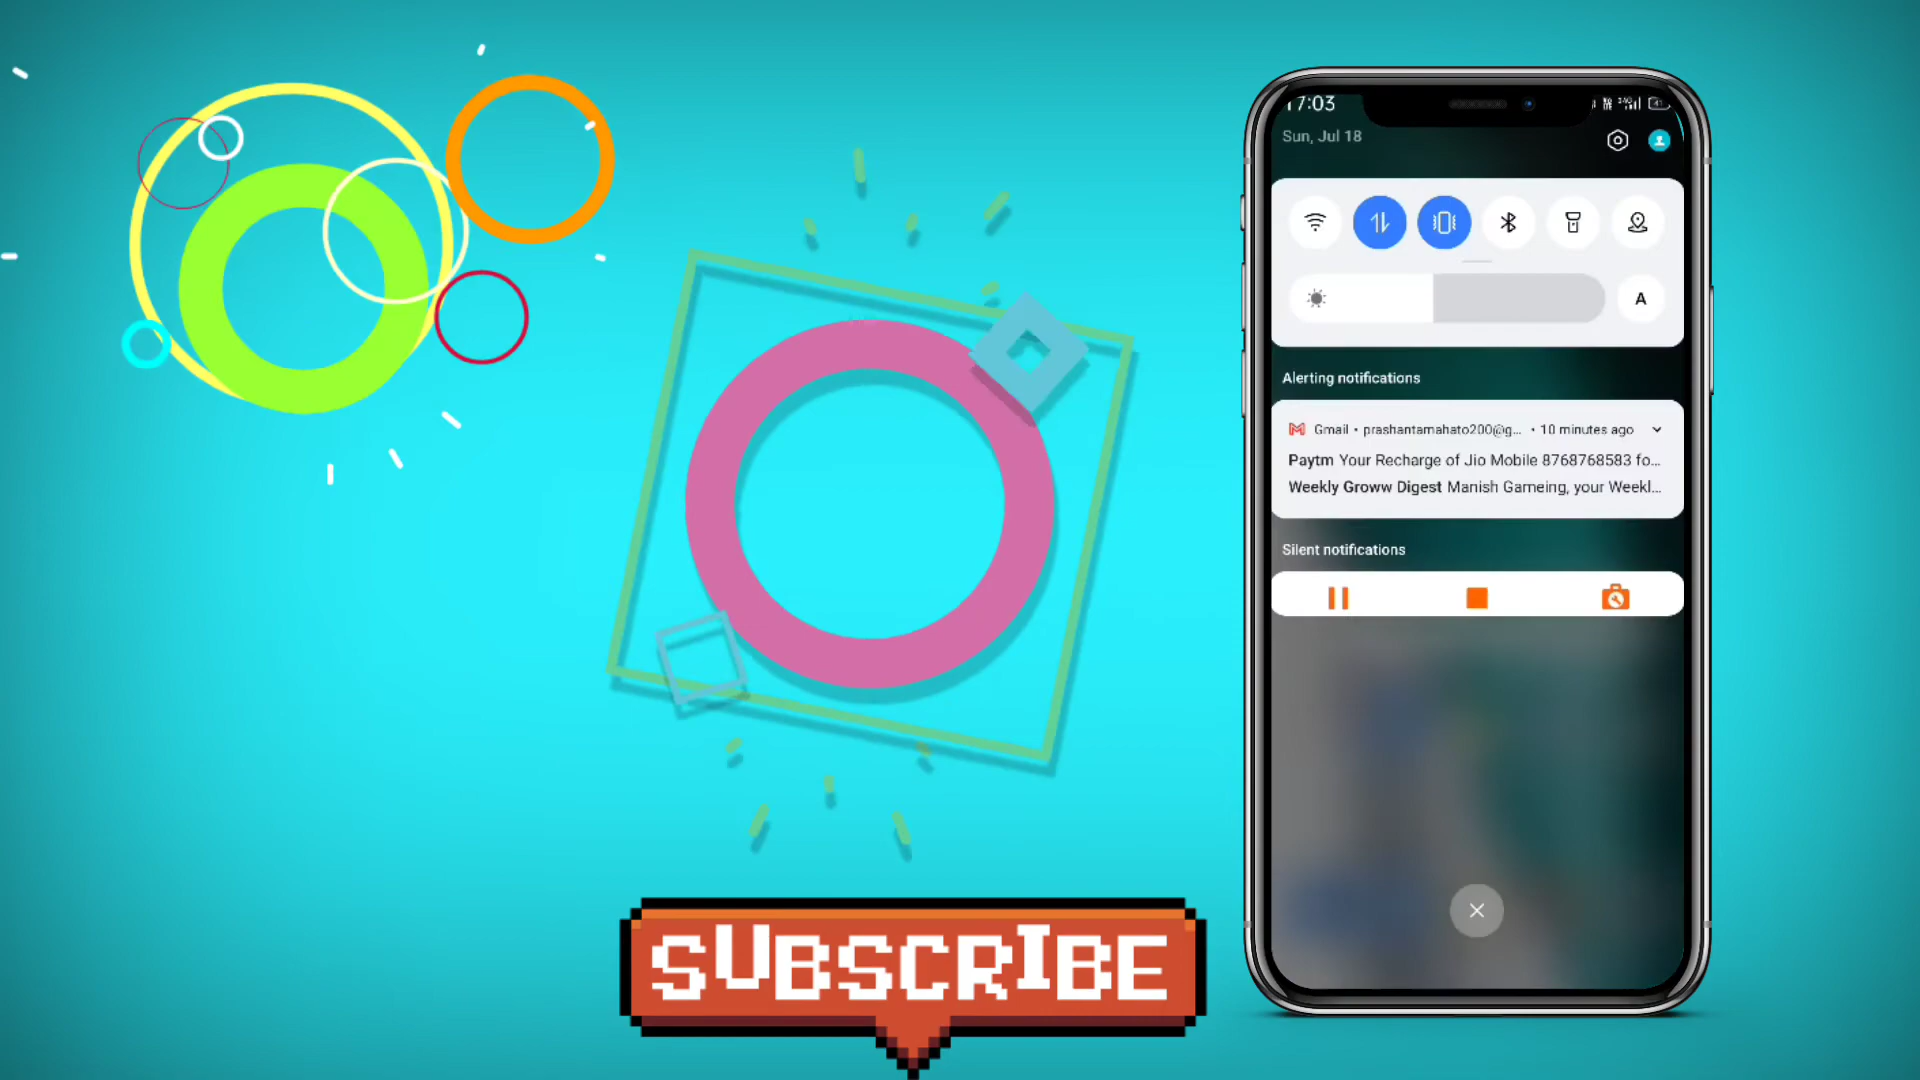 17:03
Sun, Jul 18
A
Alerting notifications
Gmail • prashantamahato200@g... • 10 minutes ago
Paytm Your Recharge of Jio Mobile 8768768583 fo...
Weekly Groww Digest Manish Gameing, your Weekl...
Silent notifications
SUBSCRIBE